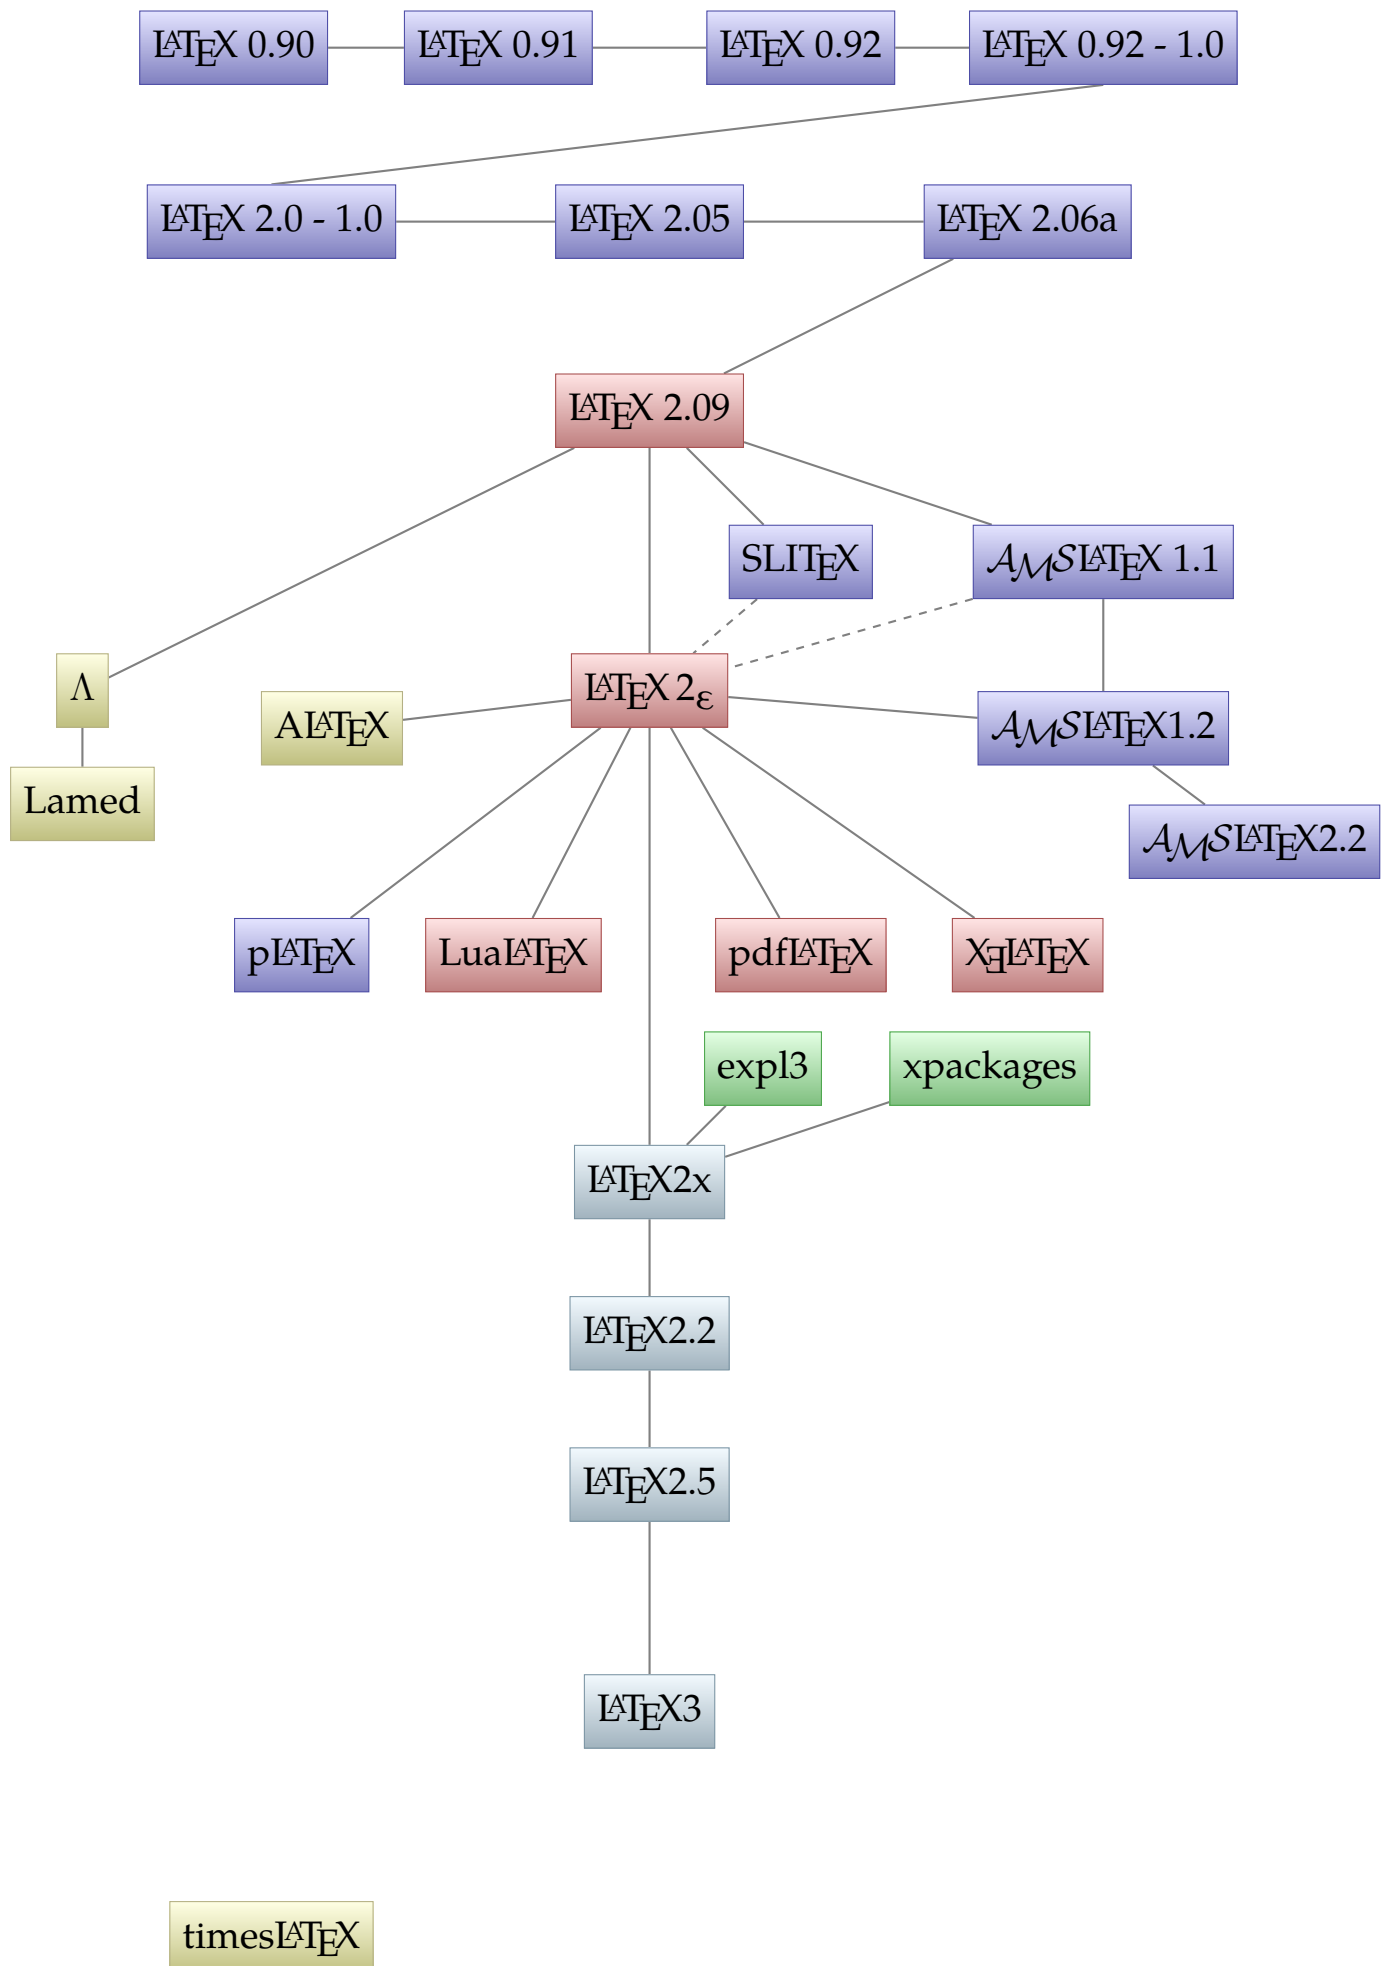 LATEX 0.90 LATEX 0.91 LATEX 0.92 LATEX 0.92 - 1.0
LATEX 2.0 - 1.0 LATEX 2.05 LATEX 2.06a
LATEX 2.09
SLITEX AMSLATEX 1.1
Λ LATEX 2ε
ALATEX AMSLATEX1.2
Lamed AMSLATEX2.2
pLATEX LuaLATEX pdfLATEX XƎLATEX
expl3 xpackages
LATEX2x
LATEX2.2
LATEX2.5
LATEX3
timesLATEX